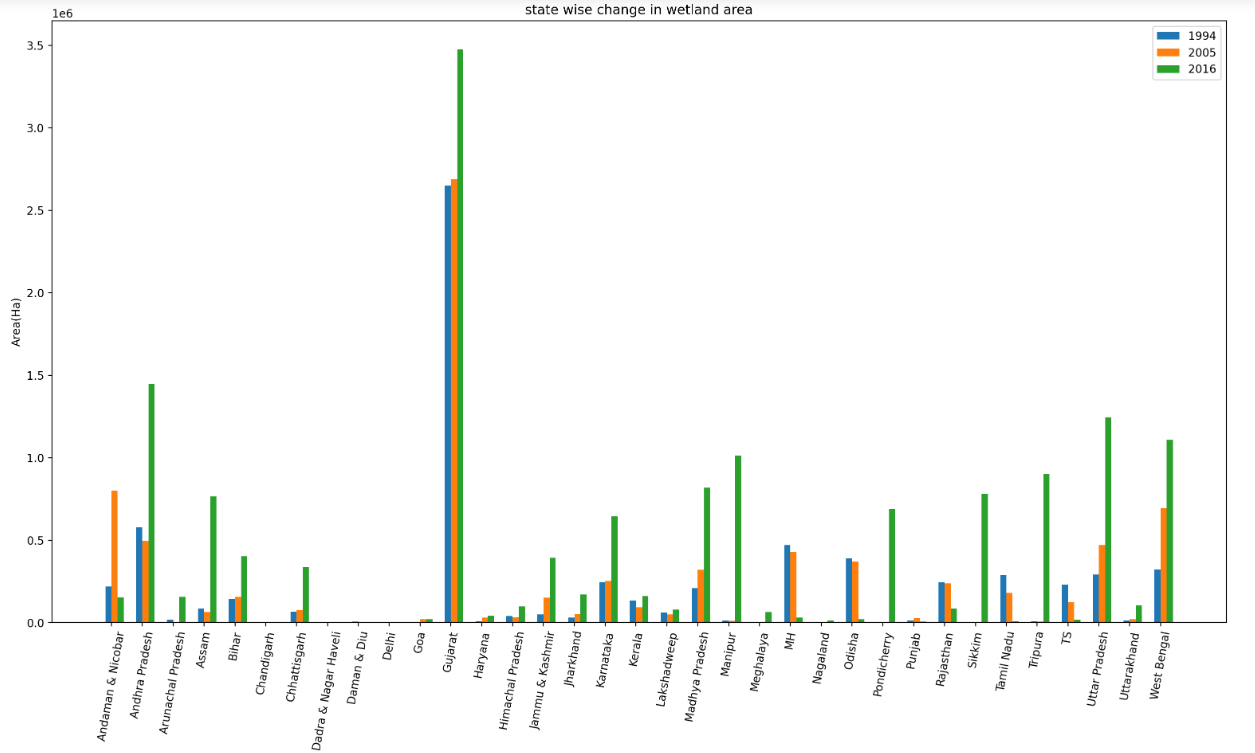 state wise change in wetland area
1e6
3.5
3.0
2.5
2.0
1.5
1.0
0.5
0.0
Area(Ha)
1994
2005
2016
Andaman & Nicobar
Andhra Pradesh
Arunachal Pradesh
Assam
Bihar
Chandigarh
Chhattisgarh
Dadra & Nagar Haveli
Daman & Diu
Delhi
Goa
Gujarat
Haryana
Himachal Pradesh
Jammu & Kashmir
Jharkhand
Karnataka
Kerala
Lakshadweep
Madhya Pradesh
Manipur
Meghalaya
MH
Nagaland
Odisha
Pondicherry
Punjab
Rajasthan
Sikkim
Tamil Nadu
Tripura
TS
Uttar Pradesh
Uttarakhand
West Bengal